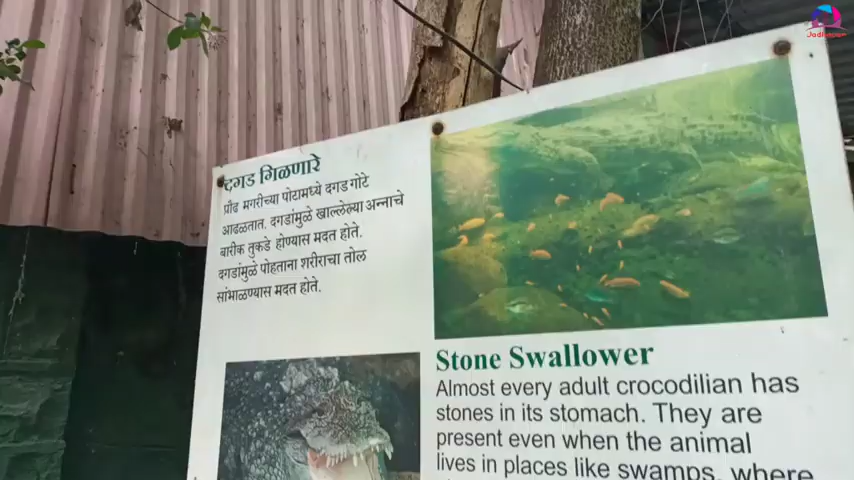 दगड गिळणारे
प्रौढ मगरीच्या पोटामध्ये दगडगोटे
आढळतात. दगडांमुळे खाल्लेल्या अन्नाचे
बारीक तुकडे होण्यास मदत होते.
दगडांमुळे पोहताना शरीराचा तोल
सांभाळण्यास मदत होते.
Stone Swallower
Almost every adult crocodilian has
stones in its stomach. They are
present even when the animal
lives in places like swamps, where